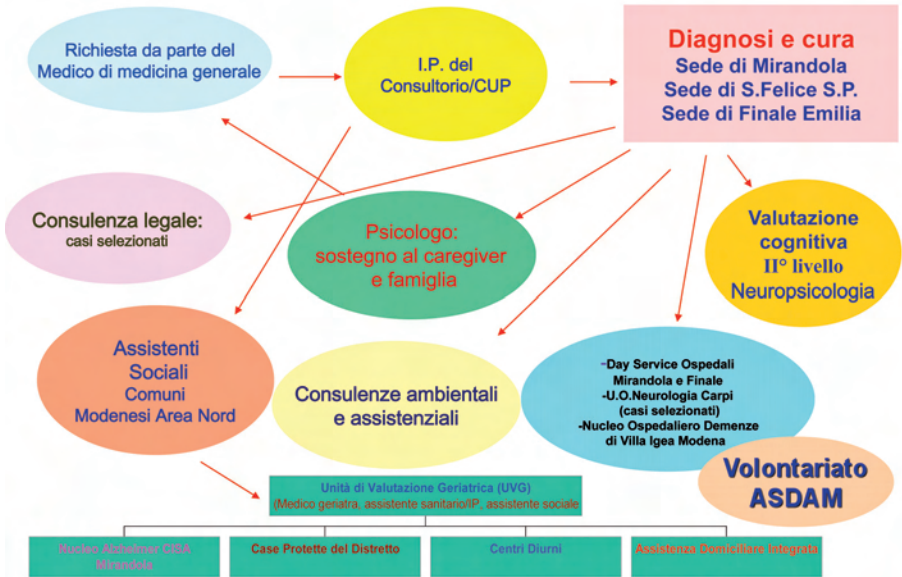 Richiesta da parte del
Medico di medicina generale
I.P. del
Consultorio/CUP
Diagnosi e cura
Sede di Mirandola
Sede di S.Felice S.P.
Sede di Finale Emilia
Consulenza legale:
casi selezionati
Psicologo:
sostegno al caregiver
e famiglia
Valutazione
cognitiva
II° livello
Neuropsicologia
Assistenti
Sociali
Comuni
Modenesi Area Nord
Consulenze ambientali
e assistenziali
-Day Service Ospedali
Mirandola e Finale
-U.O.Neurologia Carpi
(casi selezionati)
-Nucleo Ospedaliero Demenze
di Villa Igea Modena
Volontariato
ASDAM
Unità di Valutazione Geriatrica (UVG)
(Medico geriatra, assistente sanitario/IP, assistente sociale
Nucleo Alzheimer CISA
Mirandola
Case Protette del Distretto
Centri Diurni
Assistenza Domiciliare Integrata